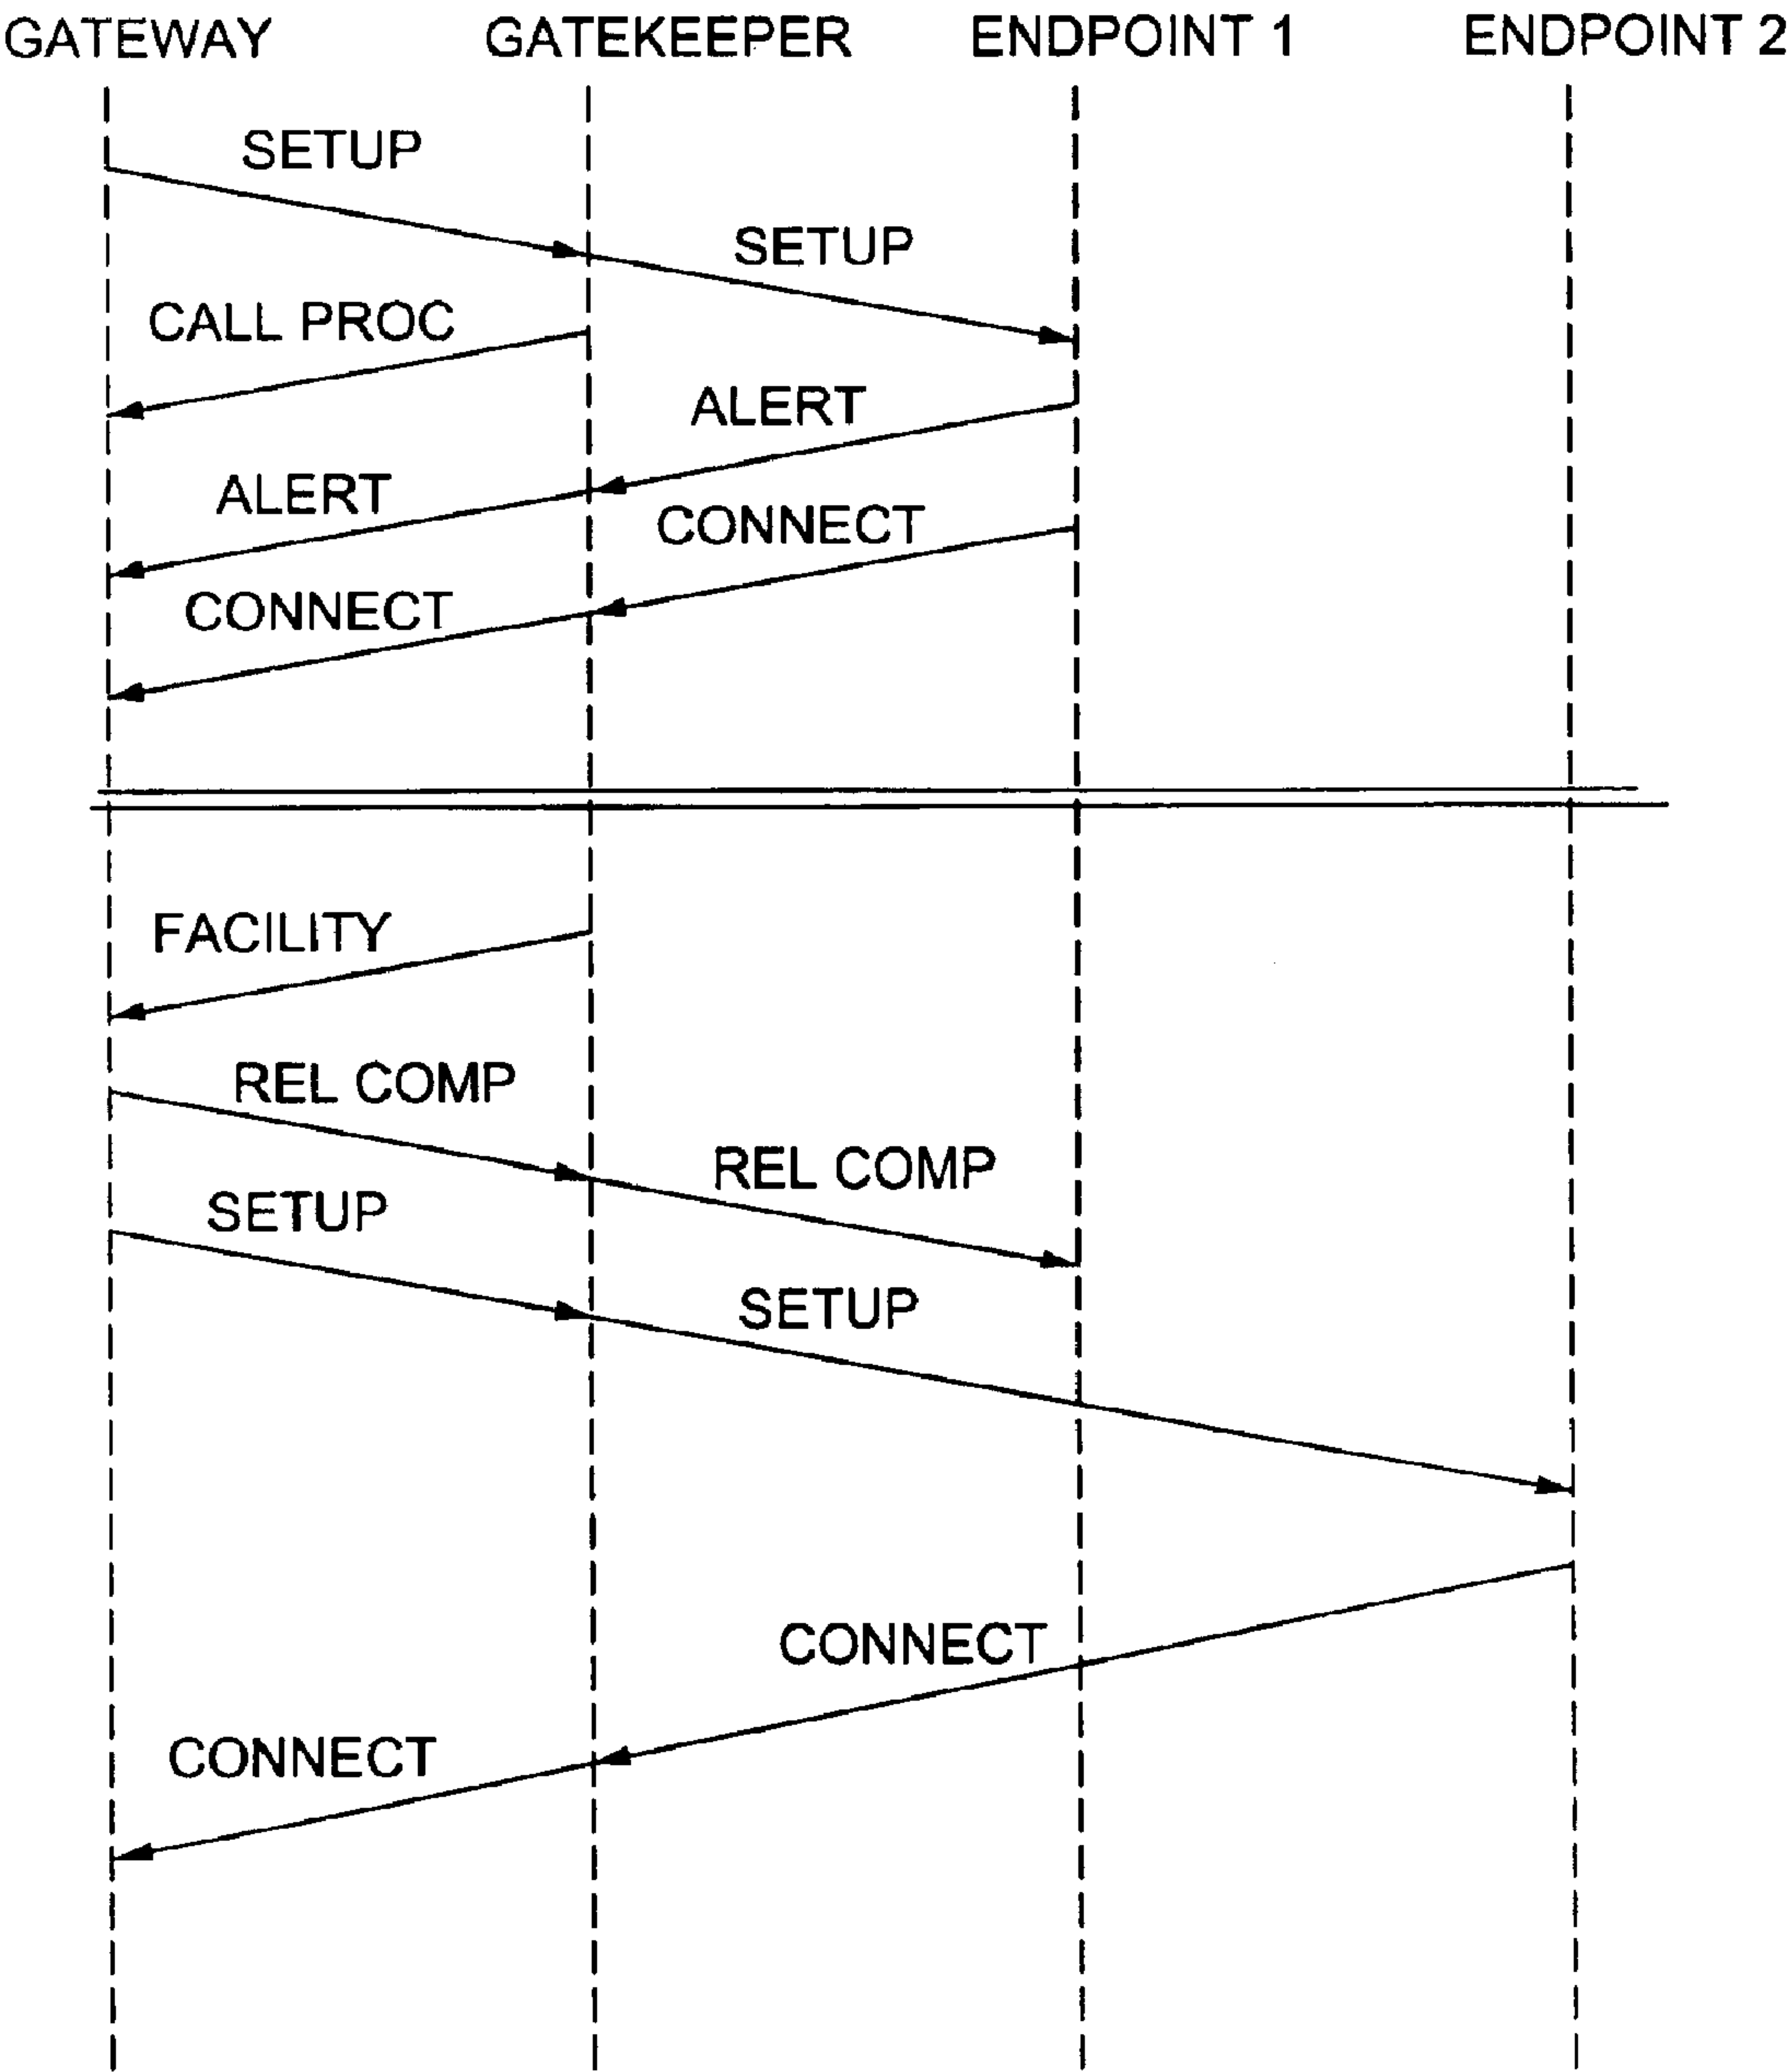 GATEWAY GATEKEEPER ENDPOINT 1 ENDPOINT 2
SETUP
SETUP
CALL PROC
ALERT
ALERT
CONNECT
CONNECT
FACILITY
REL COMP
REL COMP
SETUP
SETUP
CONNECT
CONNECT